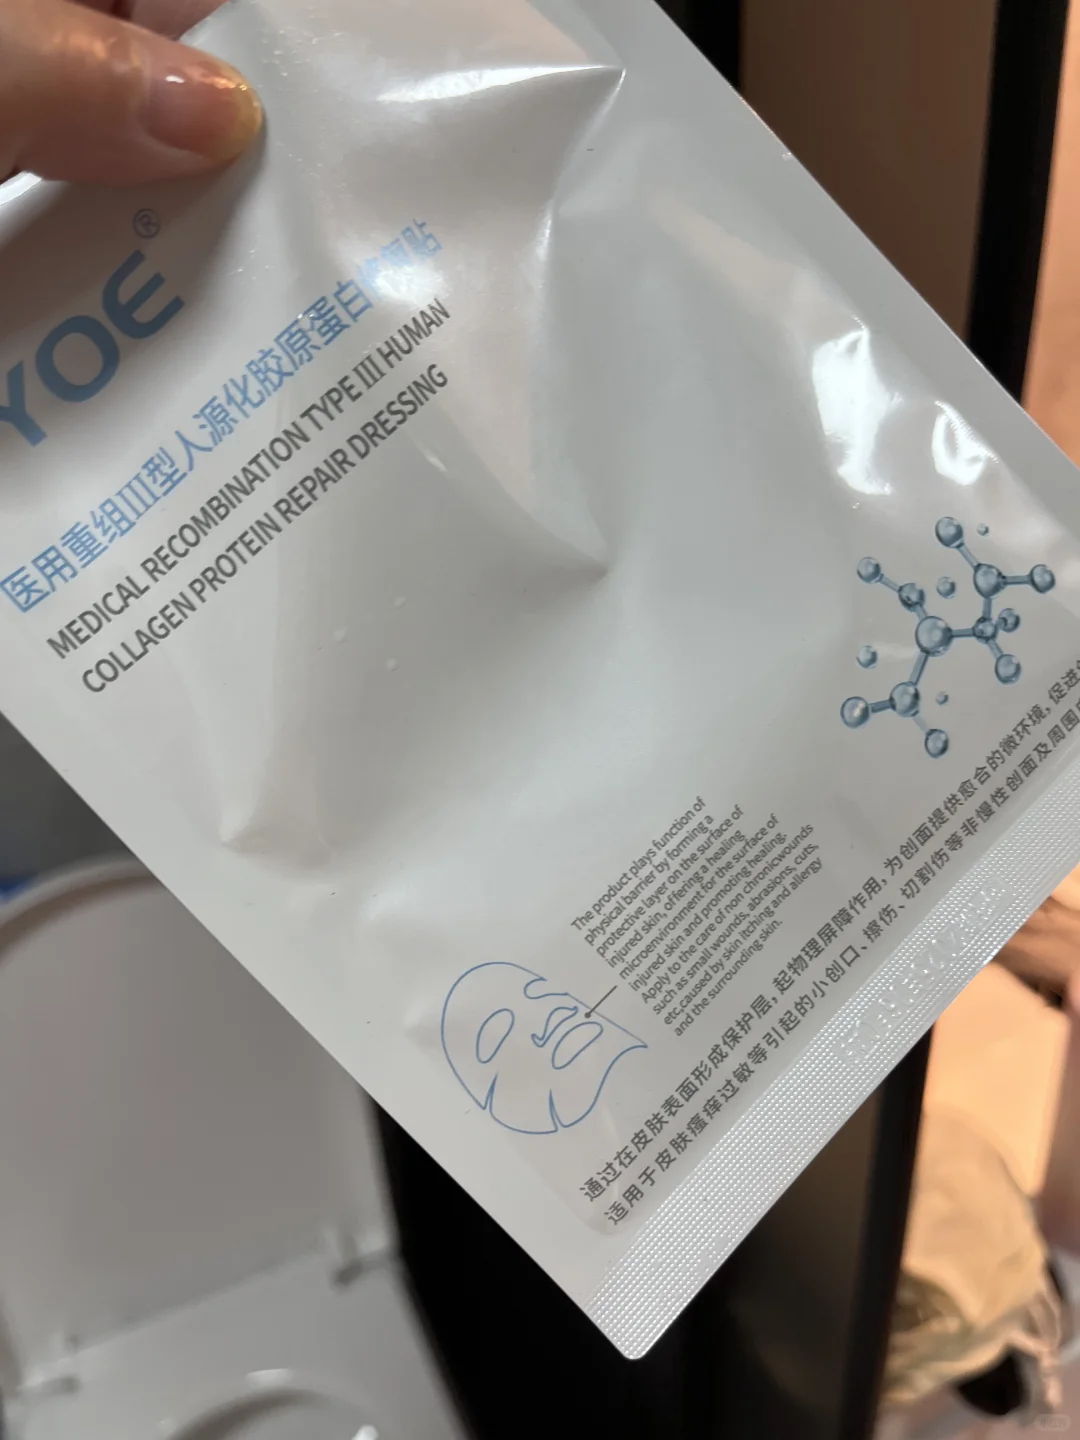 YOE®
医用重组III型人源化胶原蛋白修复贴
MEDICAL RECOMBINATION TYPE III HUMAN
COLLAGEN PROTEIN REPAIR DRESSING
The product plays function of
physical barrier by forming a
protective layer on the surface of
injured skin, offering a healing
microenvironment for the surface of
injured skin and promoting healing.
Apply to the care of non chronicwounds
such as small wounds, abrasions, cuts,
etc,caused by skin itching and allergy
and the surrounding skin.
通过在皮肤表面形成保护层, 起物理屏障作用, 为创面提供愈合的微环境, 促进
适用于皮肤瘙痒过敏等引起的小创口、擦伤、切割伤等非慢性创面及周围